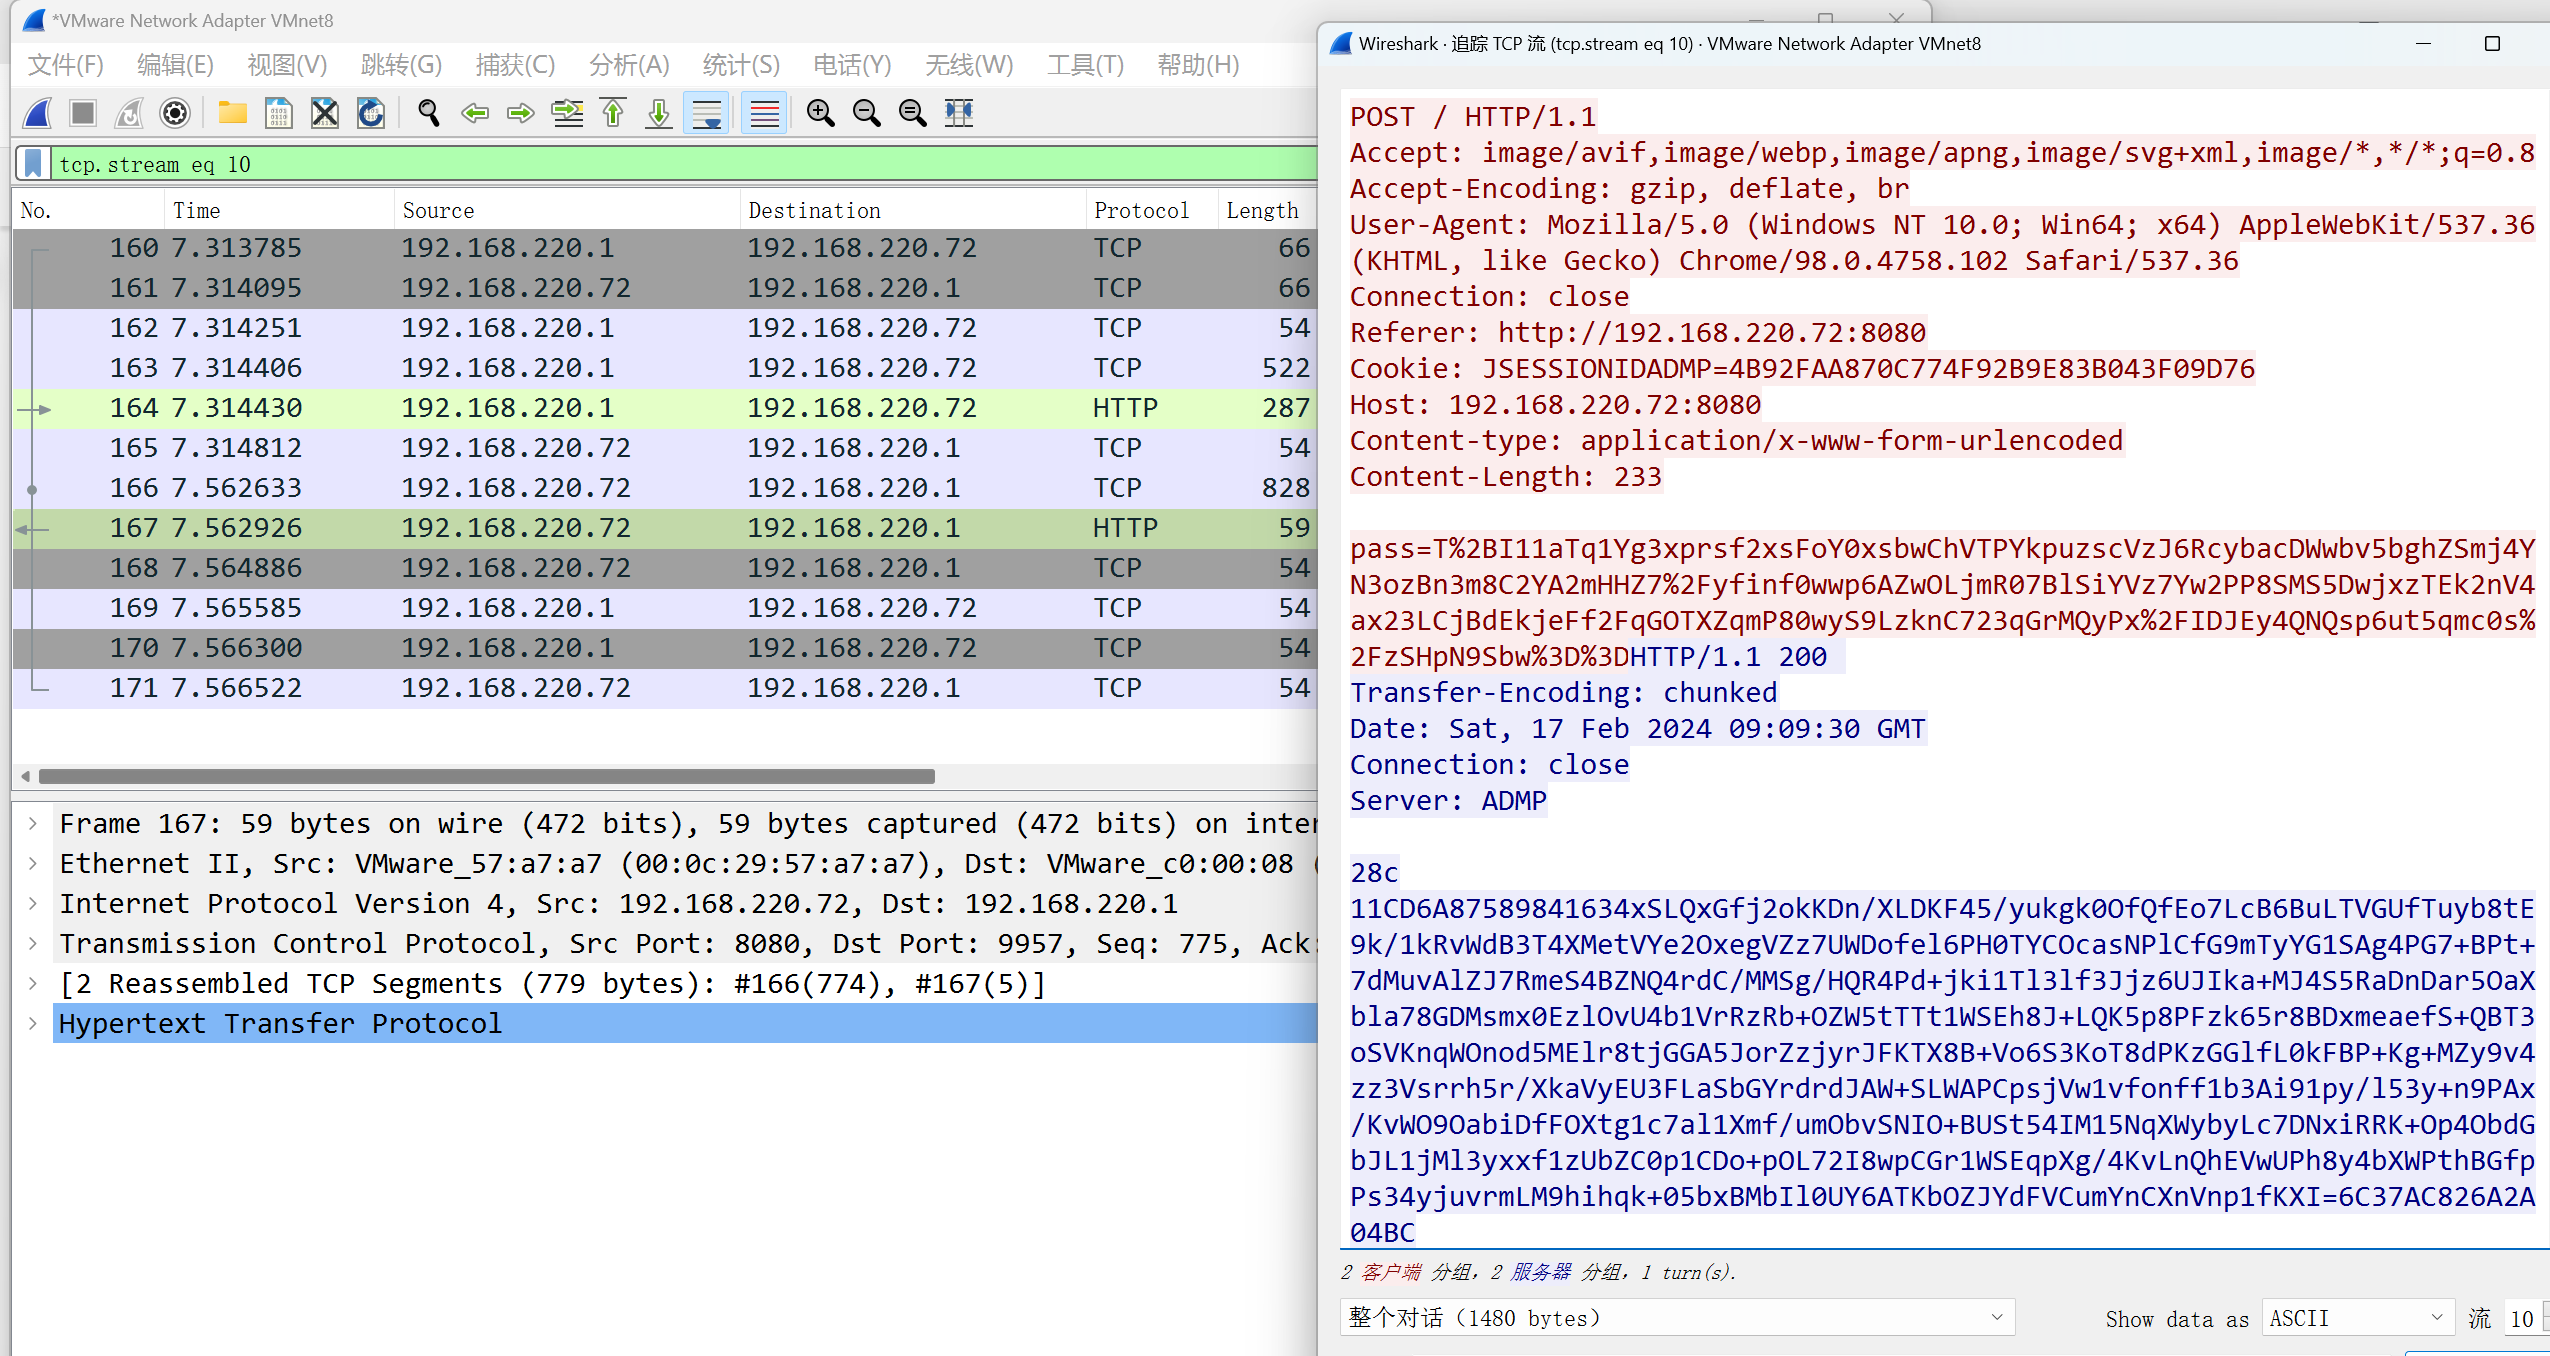 *VMware Network Adapter VMnet8
文件(F) 编辑(E) 视图(V) 跳转(G) 捕获(C) 分析(A) 统计(S) 电话(Y) 无线(W) 工具(T) 帮助(H)
tcp.stream eq 10
No. Time Source Destination Protocol Length
160 7.313785 192.168.220.1 192.168.220.72 TCP 66
161 7.314095 192.168.220.72 192.168.220.1 TCP 66
162 7.314251 192.168.220.1 192.168.220.72 TCP 54
163 7.314406 192.168.220.1 192.168.220.72 TCP 522
164 7.314430 192.168.220.1 192.168.220.72 HTTP 287
165 7.314812 192.168.220.72 192.168.220.1 TCP 54
166 7.562633 192.168.220.72 192.168.220.1 TCP 828
167 7.562926 192.168.220.72 192.168.220.1 HTTP 59
168 7.564886 192.168.220.72 192.168.220.1 TCP 54
169 7.565585 192.168.220.1 192.168.220.72 TCP 54
170 7.566300 192.168.220.1 192.168.220.72 TCP 54
171 7.566522 192.168.220.72 192.168.220.1 TCP 54
Frame 167: 59 bytes on wire (472 bits), 59 bytes captured (472 bits) on inter
Ethernet II, Src: VMware_57:a7:a7 (00:0c:29:57:a7:a7), Dst: VMware_c0:00:08 (
Internet Protocol Version 4, Src: 192.168.220.72, Dst: 192.168.220.1
Transmission Control Protocol, Src Port: 8080, Dst Port: 9957, Seq: 775, Ack:
[2 Reassembled TCP Segments (779 bytes): #166(774), #167(5)]
Hypertext Transfer Protocol
Wireshark · 追踪 TCP 流 (tcp.stream eq 10) · VMware Network Adapter VMnet8
POST / HTTP/1.1
Accept: image/avif,image/webp,image/apng,image/svg+xml,image/*,*/*;q=0.8
Accept-Encoding: gzip, deflate, br
User-Agent: Mozilla/5.0 (Windows NT 10.0; Win64; x64) AppleWebKit/537.36
(KHTML, like Gecko) Chrome/98.0.4758.102 Safari/537.36
Connection: close
Referer: http://192.168.220.72:8080
Cookie: JSESSIONIDADMP=4B92FAA870C774F92B9E83B043F09D76
Host: 192.168.220.72:8080
Content-type: application/x-www-form-urlencoded
Content-Length: 233
pass=T%2BI11aTq1Yg3xprsf2xsFoY0xsbwChVTPYkpuzscVzJ6RcybacDWwbv5bghZSmj4Y
N3ozBn3m8C2YA2mHHZ7%2Fyfinf0wwp6AZwOLjmR07BlSiYVz7Yw2PP8SMS5DwjxzTEk2nV4
ax23LCjBdEkjeFf2FqGOTXZqmP80wyS9LzknC723qGrMQyPx%2FIDJEy4QNQsp6ut5qmc0s%
2FzSHpN9Sbw%3D%3DHTTP/1.1 200
Transfer-Encoding: chunked
Date: Sat, 17 Feb 2024 09:09:30 GMT
Connection: close
Server: ADMP
28c
11CD6A87589841634xSLQxGfj2okKDn/XLDKF45/yukgk0OfQfEo7LcB6BuLTVGUfTuyb8tE
9k/1kRvWdB3T4XMetVYe2OxegVZz7UWDofel6PH0TYCOcasNPlCfG9mTyYG1SAg4PG7+BPt+
7dMuvAlZJ7RmeS4BZNQ4rdC/MMSg/HQR4Pd+jki1Tl3lf3Jjz6UJIka+MJ4S5RaDnDar5OaX
bla78GDMsmx0EzlOvU4b1VrRzRb+OZW5tTTt1WSEh8J+LQK5p8PFzk65r8BDxmeaefS+QBT3
oSVKnqWOnod5MElr8tjGGA5JorZzjyrJFKTX8B+Vo6S3KoT8dPKzGGlfL0kFBP+Kg+MZy9v4
zz3Vsrrh5r/XkaVyEU3FLaSbGYrdrdJAW+SLWAPCpsjVw1vfonff1b3Ai91py/l53y+n9PAx
/KvWO9OabiDfFOXtg1c7al1Xmf/umObvSNIO+BUSt54IM15NqXWybyLc7DNxiRRK+Op4ObdG
bJL1jMl3yxxf1zUbZC0p1CDo+pOL72I8wpCGr1WSEqpXg/4KvLnQhEVwUPh8y4bXWPthBGfp
Ps34yjuvrmLM9hihqk+05bxBMbIl0UY6ATKbOZJYdFVCumYnCXnVnp1fKXI=6C37AC826A2A
04BC
2 客户端 分组，2 服务器 分组，1 turn(s).
整个对话（1480 bytes） Show data as ASCII 流 10